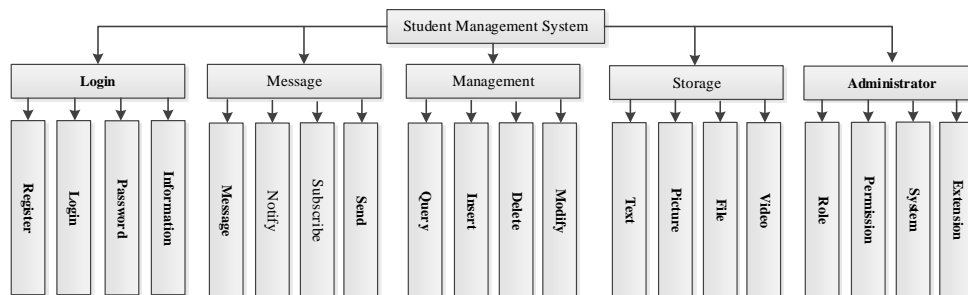 Student Management System
Login
Message
Management
Storage
Administrator
Register
Login
Password
Information
Message
Notify
Subscribe
Send
Query
Insert
Delete
Modify
Text
Picture
File
Video
Role
Permission
System
Extension